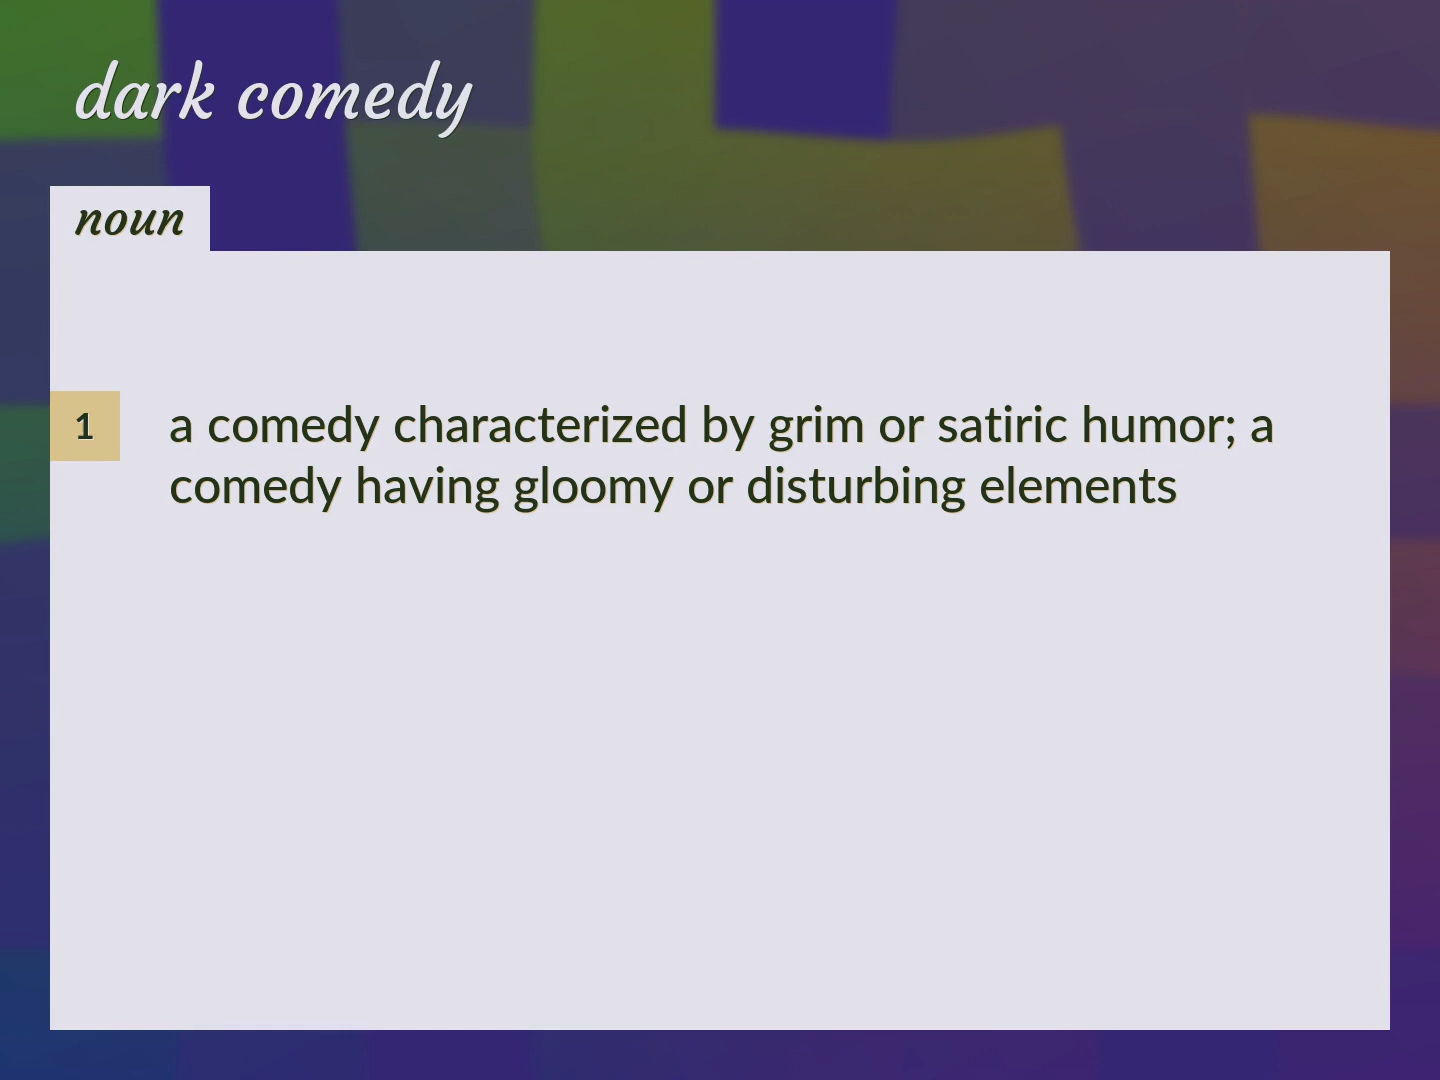 dark comedy
noun
1
a comedy characterized by grim or satiric humor; a
comedy having gloomy or disturbing elements